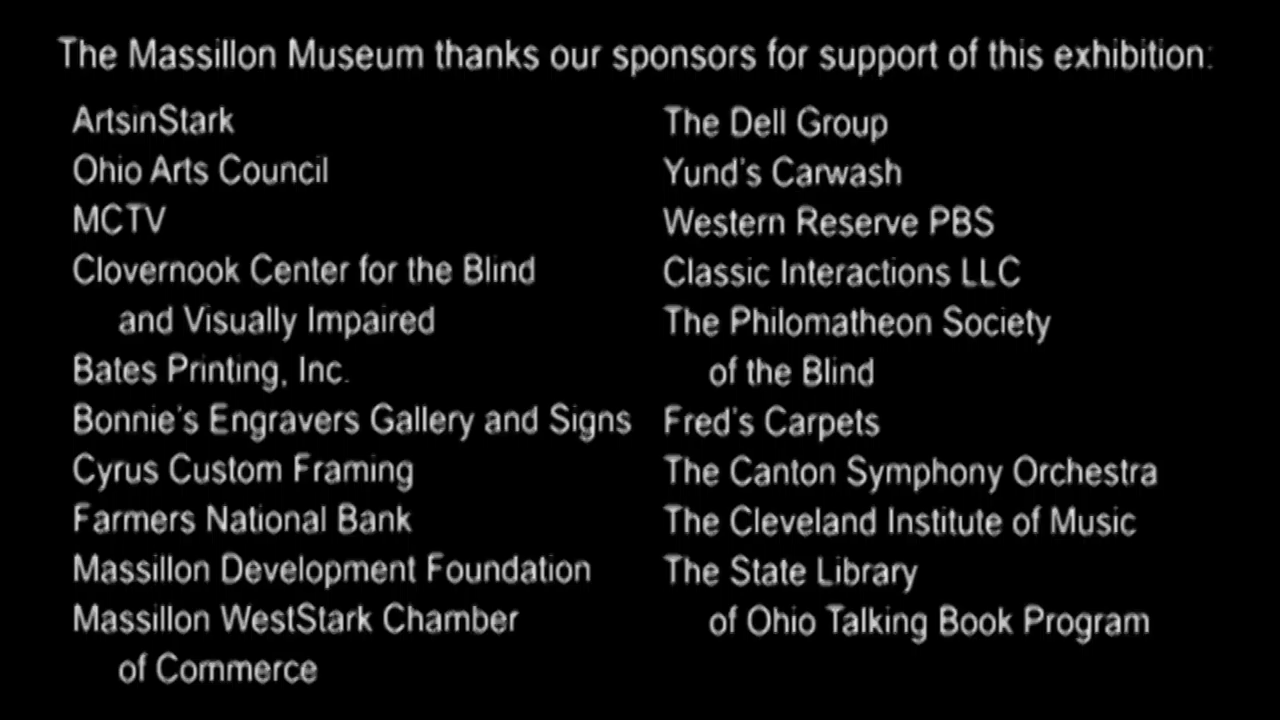 The Massillon Museum thanks our sponsors for support of this exhibition:
ArtsinStark
Ohio Arts Council
MCTV
Clovernook Center for the Blind
and Visually Impaired
Bates Printing, Inc.
Bonnie's Engravers Gallery and Signs
Cyrus Custom Framing
Farmers National Bank
Massillon Development Foundation
Massillon WestStark Chamber
of Commerce
The Dell Group
Yund's Carwash
Western Reserve PBS
Classic Interactions LLC
The Philomatheon Society
of the Blind
Fred's Carpets
The Canton Symphony Orchestra
The Cleveland Institute of Music
The State Library
of Ohio Talking Book Program